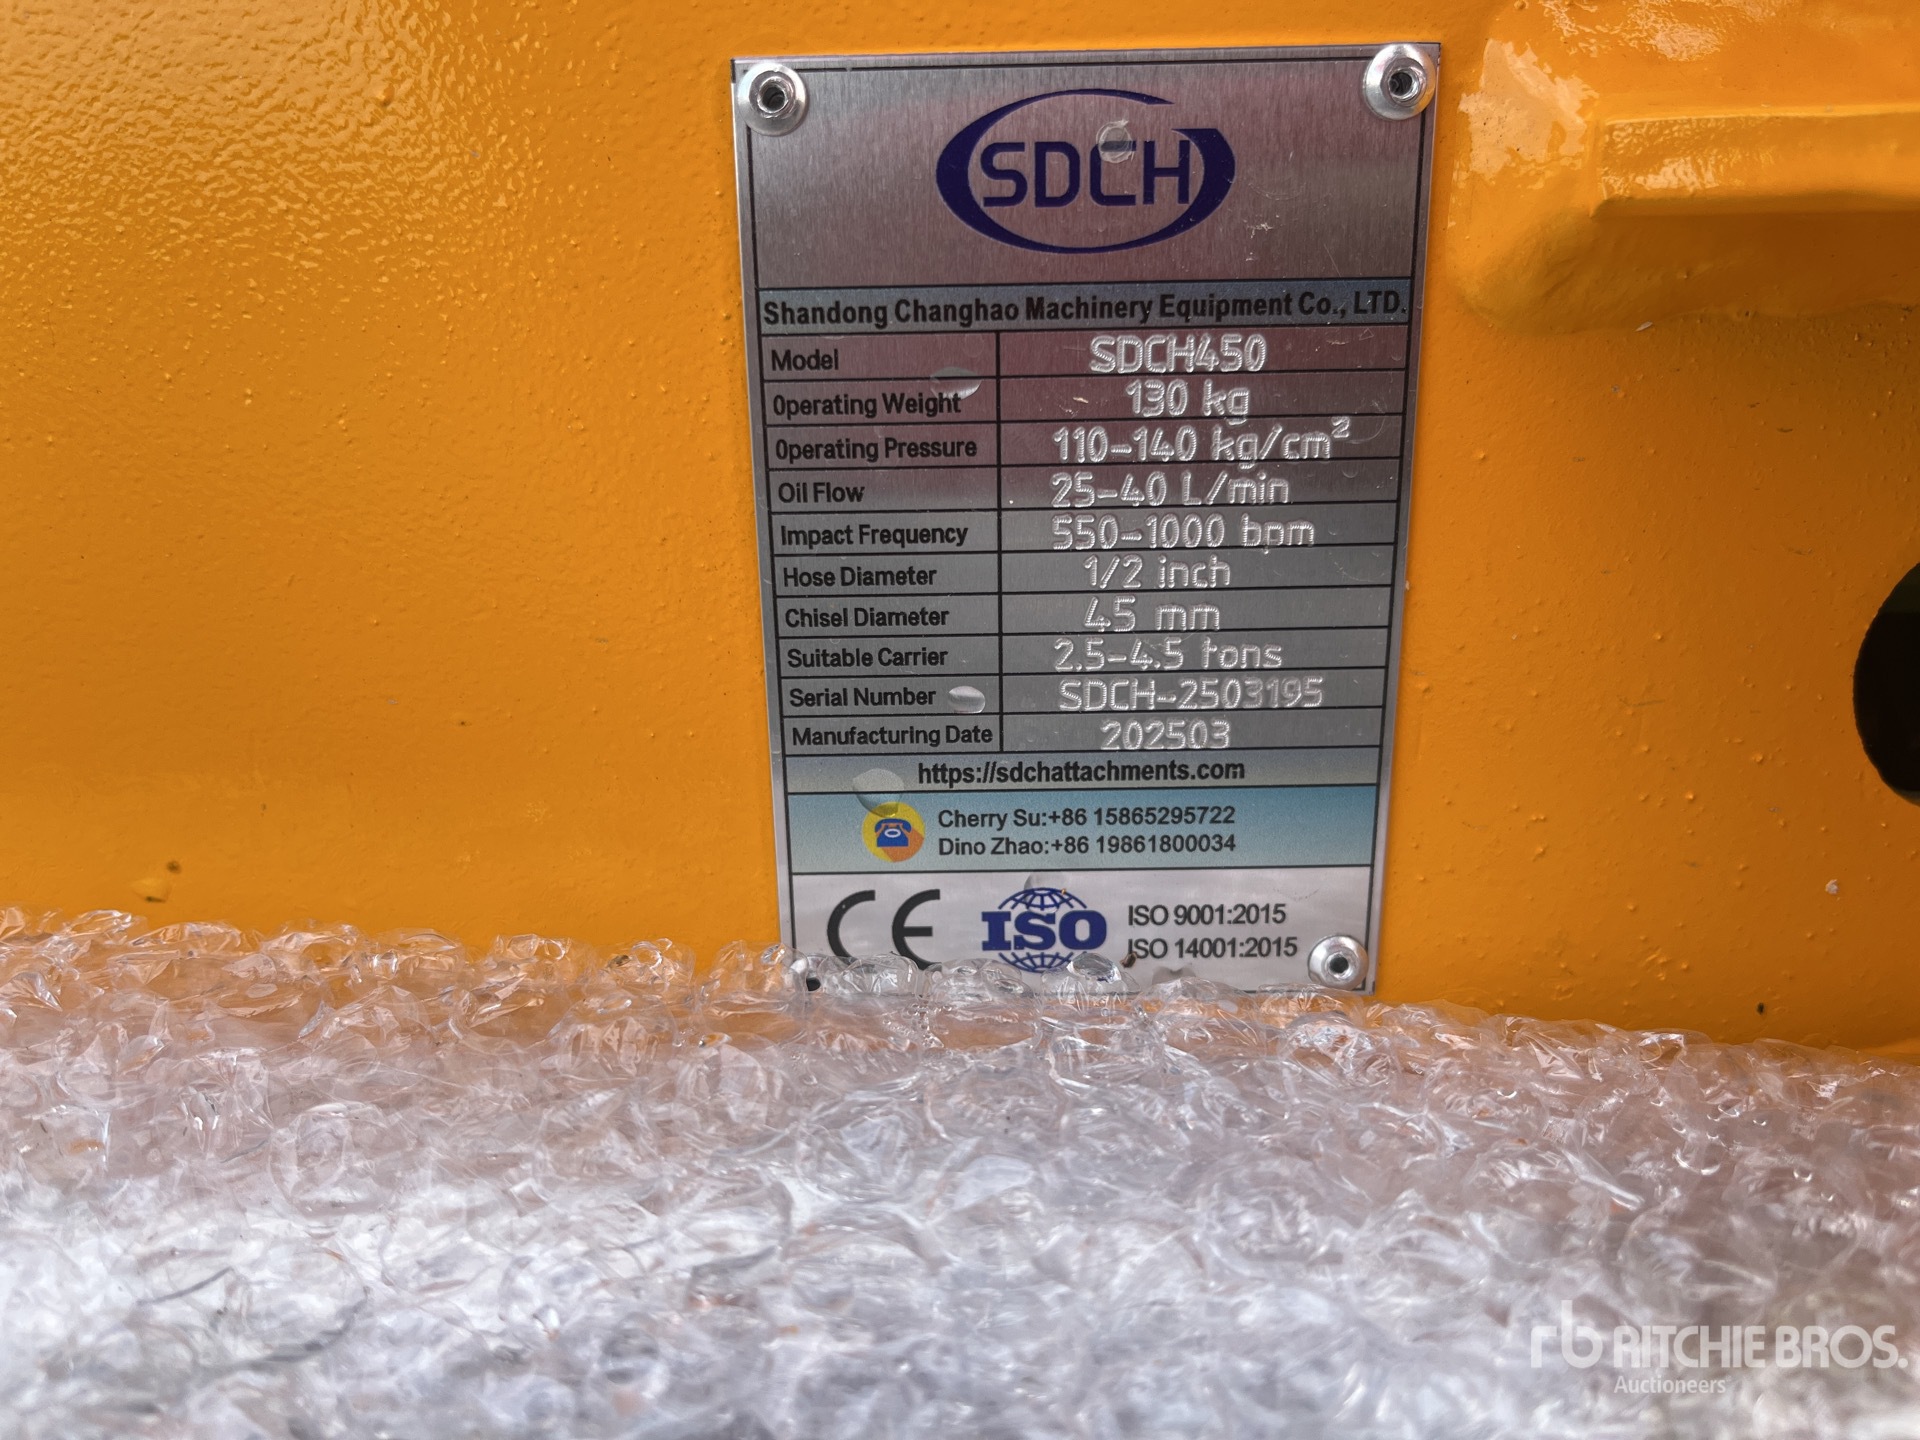 SDCH
Shandong Changhao Machinery Equipment Co., LTD.
Model SDCH450
Operating Weight 130 kg
Operating Pressure 110-140 kg/cm²
Oil Flow 25-40 L/min
Impact Frequency 550-1000 bpm
Hose Diameter 1/2 inch
Chisel Diameter 45 mm
Suitable Carrier 2.5-4.5 tons
Serial Number SDCH-2503195
Manufacturing Date 202503
https://sdchattachments.com
Cherry Su:+86 15865295722
Dino Zhao:+86 19861800034
CE ISO ISO 9001:2015
ISO 14001:2015
rb RITCHIE BROS.
Auctioneers